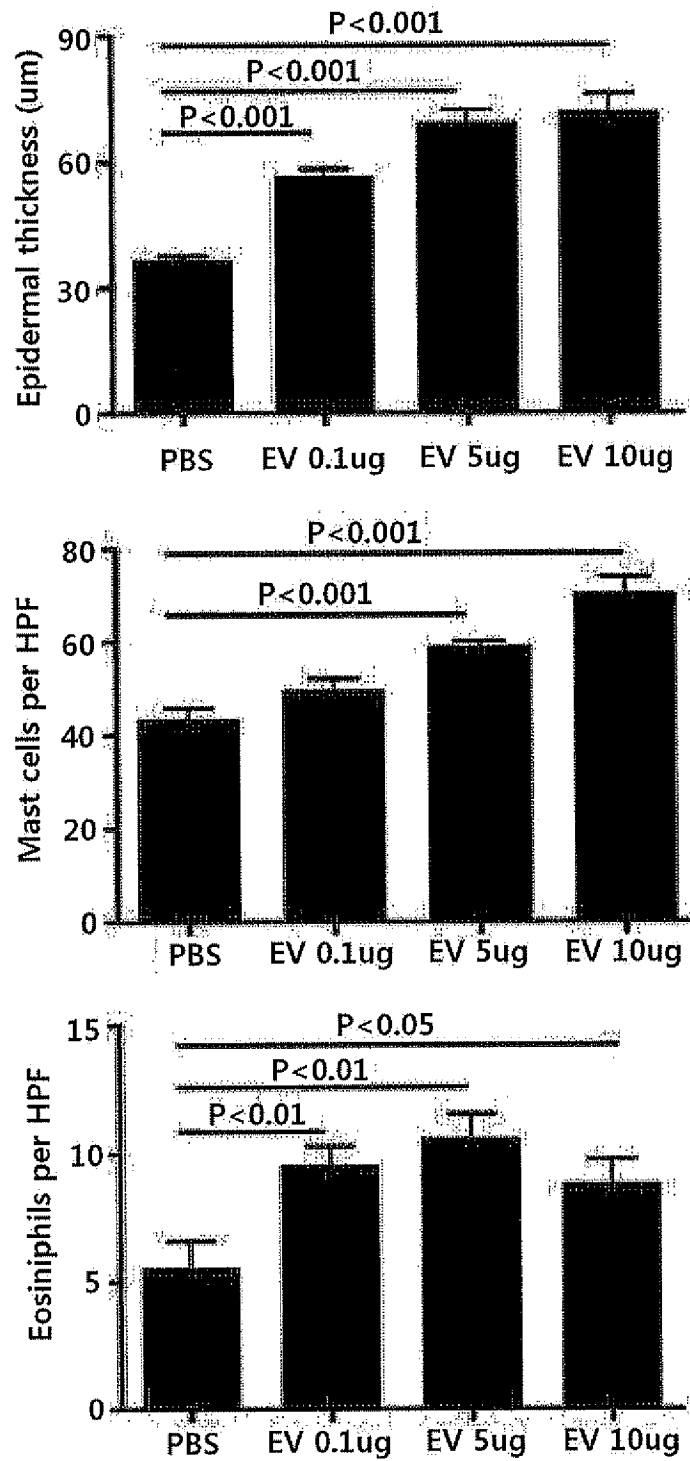 P<0.001
P<0.001
P<0.001
Epidermal thickness (um)
90
60
30
0
PBS EV 0.1ug EV 5ug EV 10ug
P<0.001
P<0.001
Mast cells per HPF
80
60
40
20
0
PBS EV 0.1ug EV 5ug EV 10ug
P<0.05
P<0.01
P<0.01
Eosiniphils per HPF
15
10
5
0
PBS EV 0.1ug EV 5ug EV 10ug